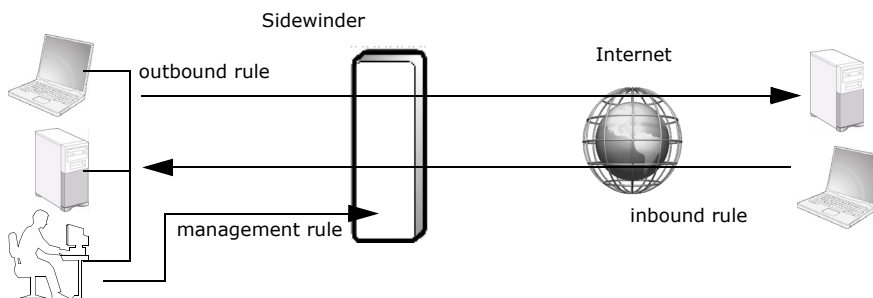 Sidewinder
Internet
outbound rule
management rule
inbound rule